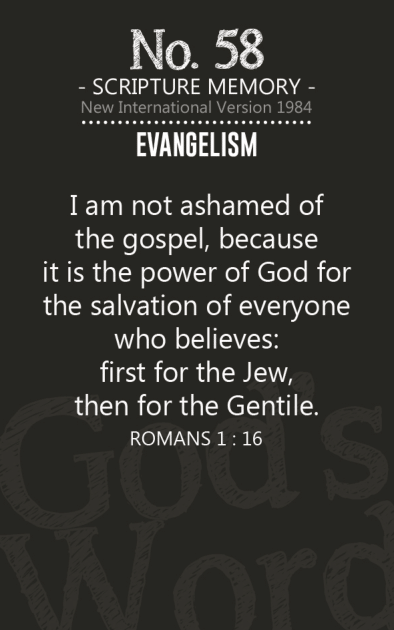 No. 58
- SCRIPTURE MEMORY -
New International Version 1984
EVANGELISM
I am not ashamed of
the gospel, because
it is the power of God for
the salvation of everyone
who believes:
first for the Jew,
then for the Gentile.
ROMANS 1 : 16
God's
Word